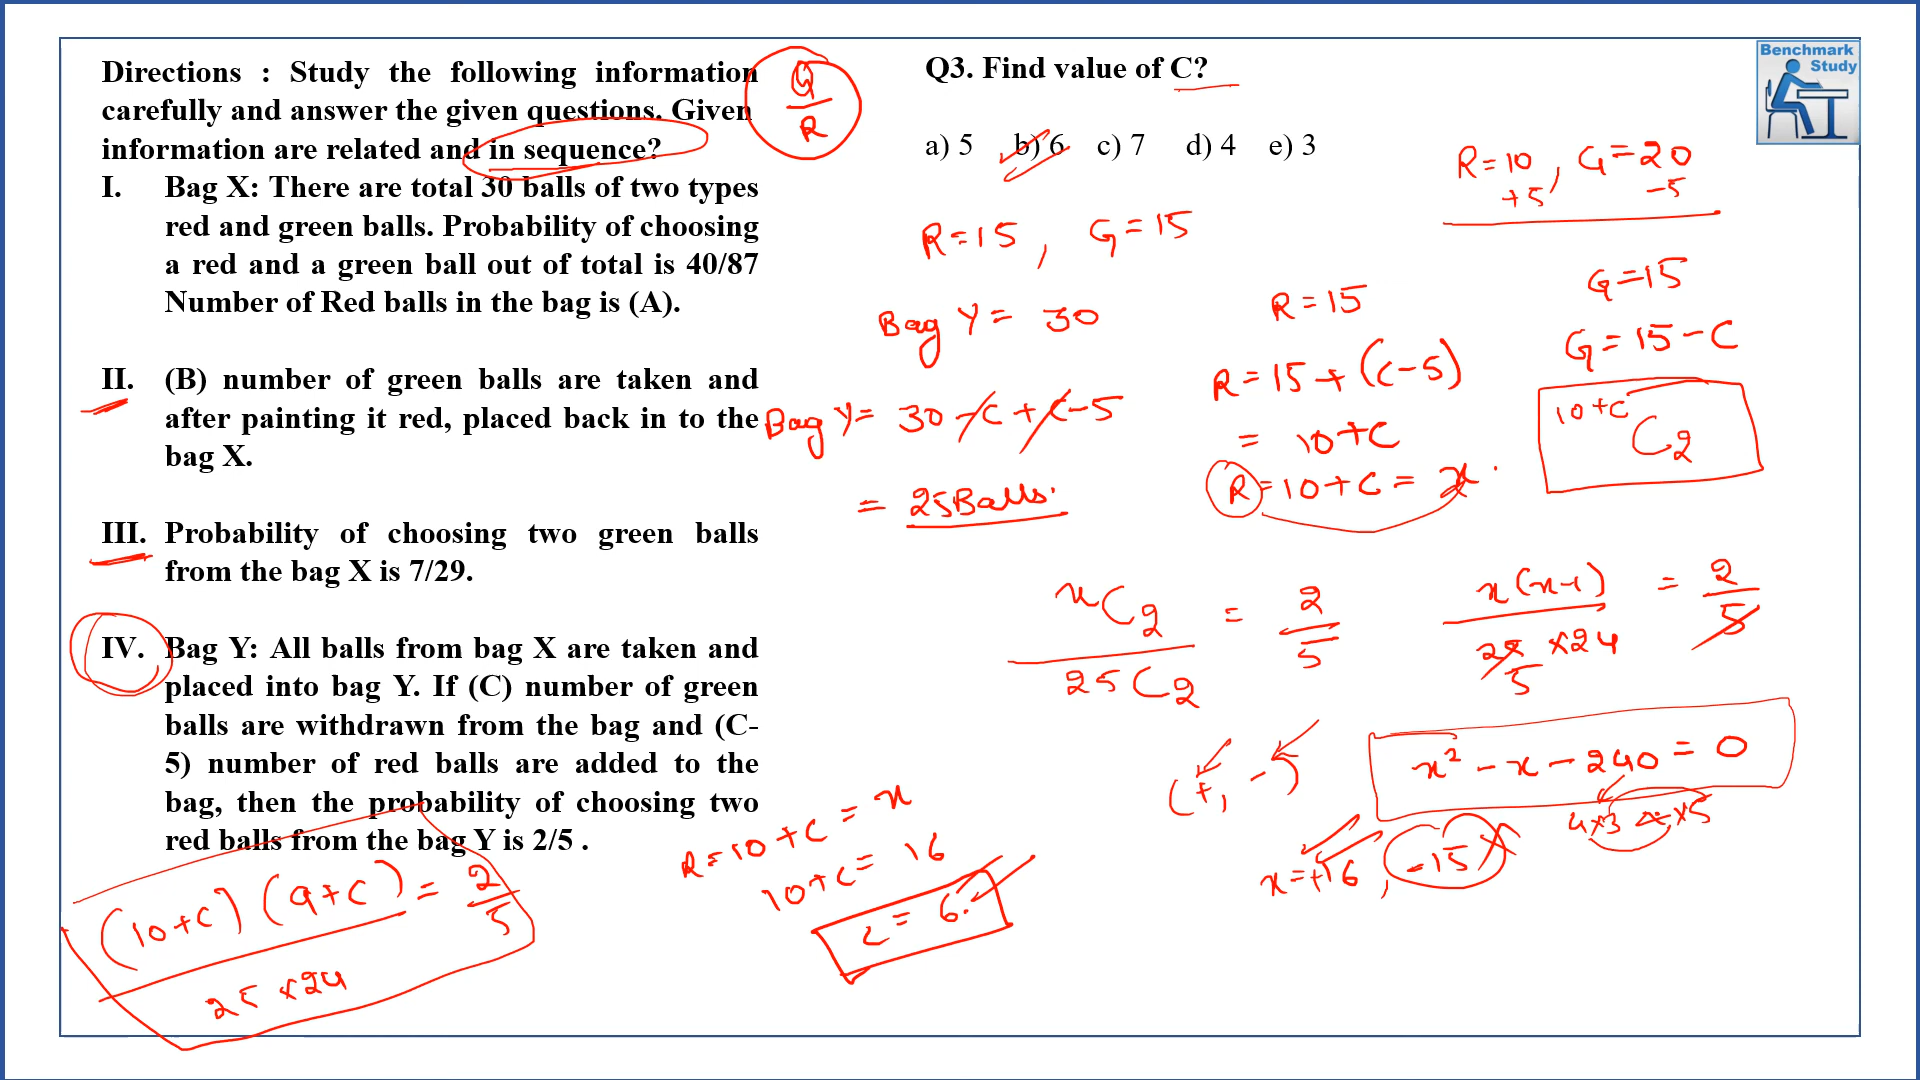 Directions : Study the following information
carefully and answer the given questions. Given
information are related and in sequence?
I. Bag X: There are total 30 balls of two types
red and green balls. Probability of choosing
a red and a green ball out of total is 40/87
Number of Red balls in the bag is (A).
II. (B) number of green balls are taken and
after painting it red, placed back in to the
bag X.
III. Probability of choosing two green balls
from the bag X is 7/29.
IV. Bag Y: All balls from bag X are taken and
placed into bag Y. If (C) number of green
balls are withdrawn from the bag and (C-
5) number of red balls are added to the
bag, then the probability of choosing two
red balls from the bag Y is 2/5 .
(10+C) (9+C) = 2/5
25 x 24
G
R
Q3. Find value of C?
a) 5 b) 6 c) 7 d) 4 e) 3
R=15 , G=15
Bag Y= 30
Bag Y= 30-C+C-5
= 25 Balls.
R=10 , G=20
+5 -5
R=15
R=15+(C-5)
= 10+C
R=10+C = x
G=15
G=15-C
10+C C2
xC2 = 2
25C2 5
x(x-1) = 2
25 x24 5
5
(+, -)
x² - x - 240 = 0
x=+16, -15
R=10+C = x
10+C= 16
C = 6.
Benchmark
Study